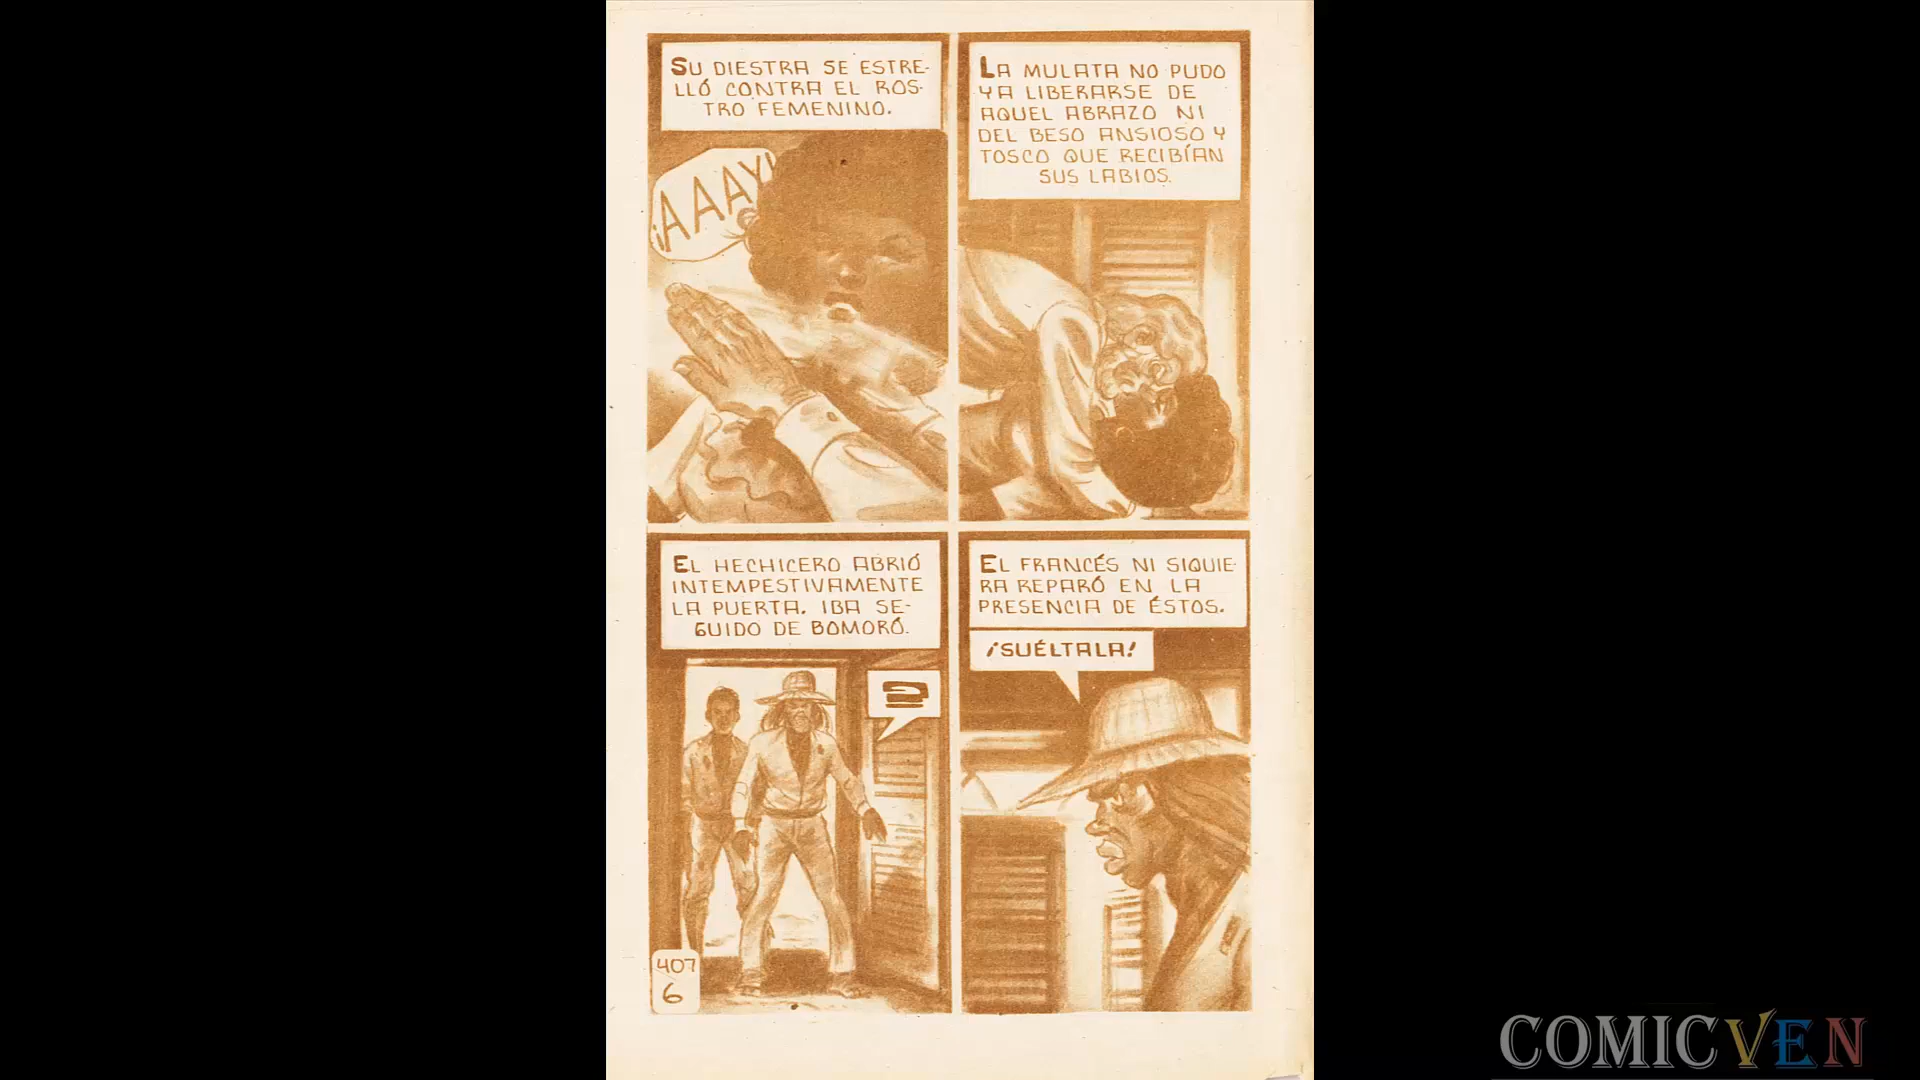 SU DIESTRA SE ESTRE-
LLÓ CONTRA EL ROS-
TRO FEMENINO.
¡AAAY!
LA MULATA NO PUDO
YA LIBERARSE DE
AQUEL ABRAZO NI
DEL BESO ANSIOSO Y
TOSCO QUE RECIBÍAN
SUS LABIOS.
EL HECHICERO ABRIÓ
INTEMPESTIVAMENTE
LA PUERTA. IBA SE-
GUIDO DE BOMORÓ.
EL FRANCÉS NI SIQUIE-
RA REPARÓ EN LA
PRESENCIA DE ÉSTOS.
¡SUÉLTALA!
407
6
COMICVEN